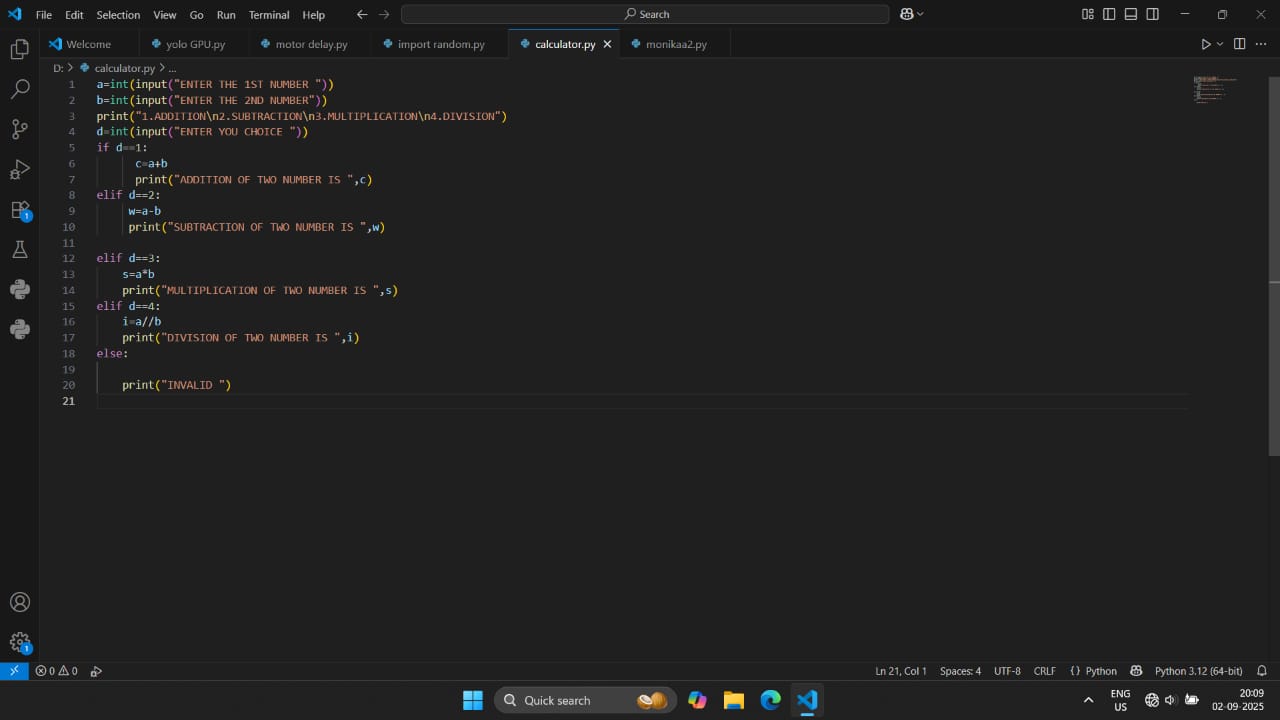 File Edit Selection View Go Run Terminal Help Search
Welcome yolo GPU.py motor delay.py import random.py calculator.py monikaa2.py
D: > calculator.py > ...
1 a=int(input("ENTER THE 1ST NUMBER "))
2 b=int(input("ENTER THE 2ND NUMBER"))
3 print("1.ADDITION\n2.SUBTRACTION\n3.MULTIPLICATION\n4.DIVISION")
4 d=int(input("ENTER YOU CHOICE "))
5 if d==1:
6 c=a+b
7 print("ADDITION OF TWO NUMBER IS ",c)
8 elif d==2:
9 w=a-b
10 print("SUBTRACTION OF TWO NUMBER IS ",w)
11
12 elif d==3:
13 s=a*b
14 print("MULTIPLICATION OF TWO NUMBER IS ",s)
15 elif d==4:
16 i=a//b
17 print("DIVISION OF TWO NUMBER IS ",i)
18 else:
19
20 print("INVALID ")
21
1
1
0 0 Ln 21, Col 1 Spaces: 4 UTF-8 CRLF {} Python Python 3.12 (64-bit)
Quick search ENG US 20:09 02-09-2025